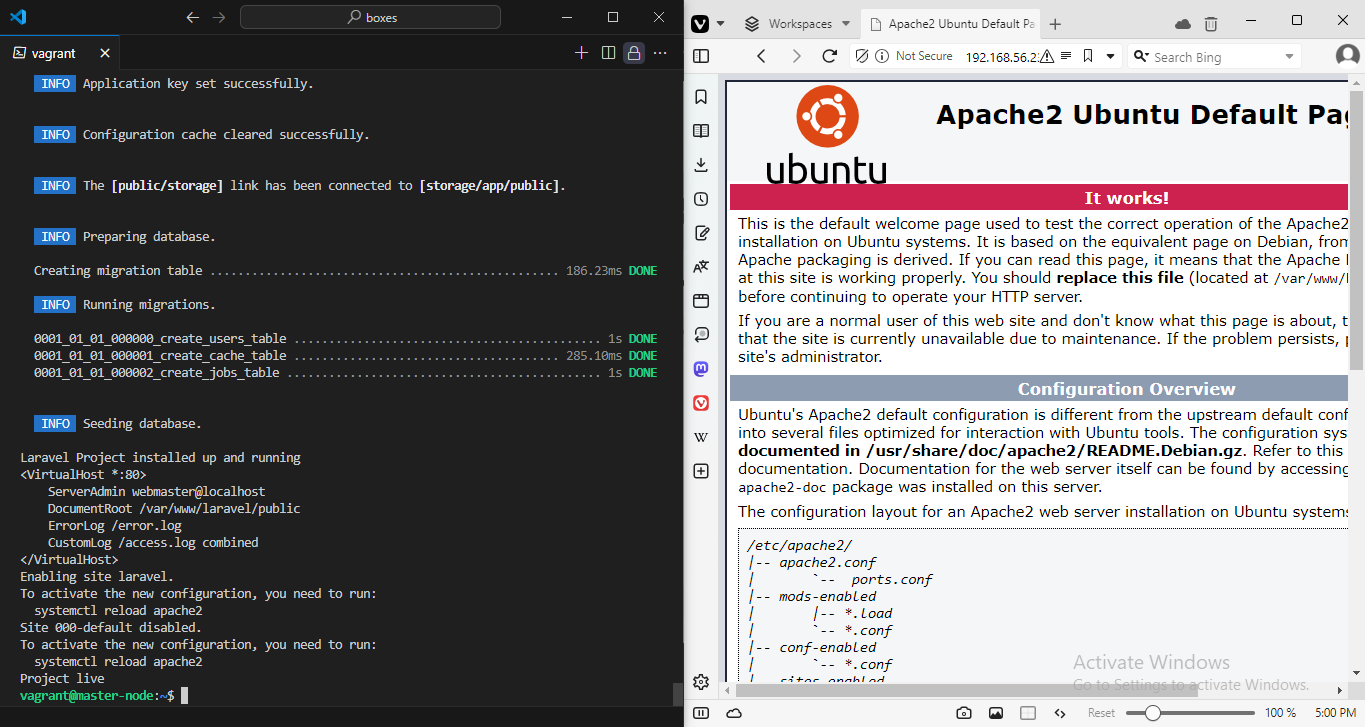 boxes
vagrant
INFO Application key set successfully.
INFO Configuration cache cleared successfully.
INFO The [public/storage] link has been connected to [storage/app/public].
INFO Preparing database.
Creating migration table .................................................. 186.23ms DONE
INFO Running migrations.
0001_01_01_000000_create_users_table ............................................ 1s DONE
0001_01_01_000001_create_cache_table ...................................... 285.10ms DONE
0001_01_01_000002_create_jobs_table ............................................. 1s DONE
INFO Seeding database.
Laravel Project installed up and running
<VirtualHost *:80>
ServerAdmin webmaster@localhost
DocumentRoot /var/www/laravel/public
ErrorLog /error.log
CustomLog /access.log combined
</VirtualHost>
Enabling site laravel.
To activate the new configuration, you need to run:
systemctl reload apache2
Site 000-default disabled.
To activate the new configuration, you need to run:
systemctl reload apache2
Project live
vagrant@master-node:~$
Workspaces
Apache2 Ubuntu Default Pa
Not Secure 192.168.56.2
Search Bing
ubuntu
Apache2 Ubuntu Default Pa
It works!
This is the default welcome page used to test the correct operation of the Apache2
installation on Ubuntu systems. It is based on the equivalent page on Debian, from
Apache packaging is derived. If you can read this page, it means that the Apache
at this site is working properly. You should replace this file (located at /var/www/
before continuing to operate your HTTP server.
If you are a normal user of this web site and don't know what this page is about, t
that the site is currently unavailable due to maintenance. If the problem persists,
site's administrator.
Configuration Overview
Ubuntu's Apache2 default configuration is different from the upstream default conf
into several files optimized for interaction with Ubuntu tools. The configuration sys
documented in /usr/share/doc/apache2/README.Debian.gz. Refer to this
documentation. Documentation for the web server itself can be found by accessing
apache2-doc package was installed on this server.
The configuration layout for an Apache2 web server installation on Ubuntu systems
/etc/apache2/
|-- apache2.conf
| `-- ports.conf
|-- mods-enabled
| |-- *.load
| `-- *.conf
|-- conf-enabled
| `-- *.conf
|-- sites-enabled
Activate Windows
Go to Settings to activate Windows.
W
Reset
100 %
5:00 PM